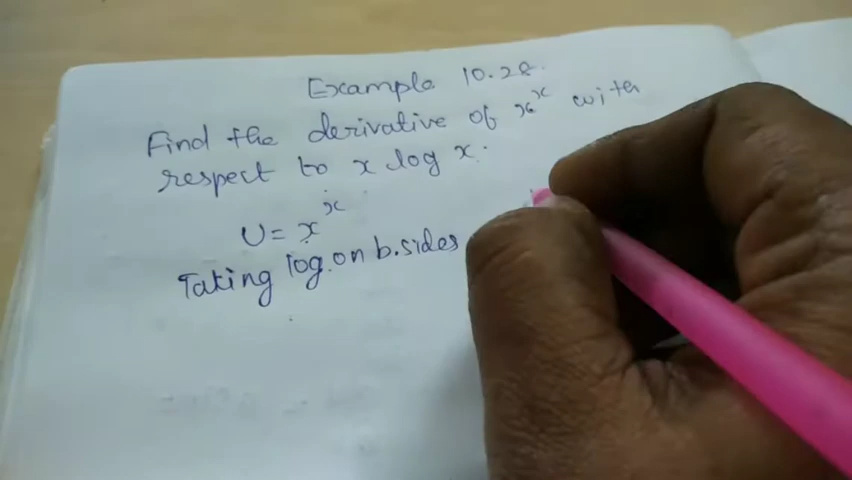 Example 10.28.
Find the derivative of x^x with
respect to x log x.
U = x^x
Taking log on b.sides